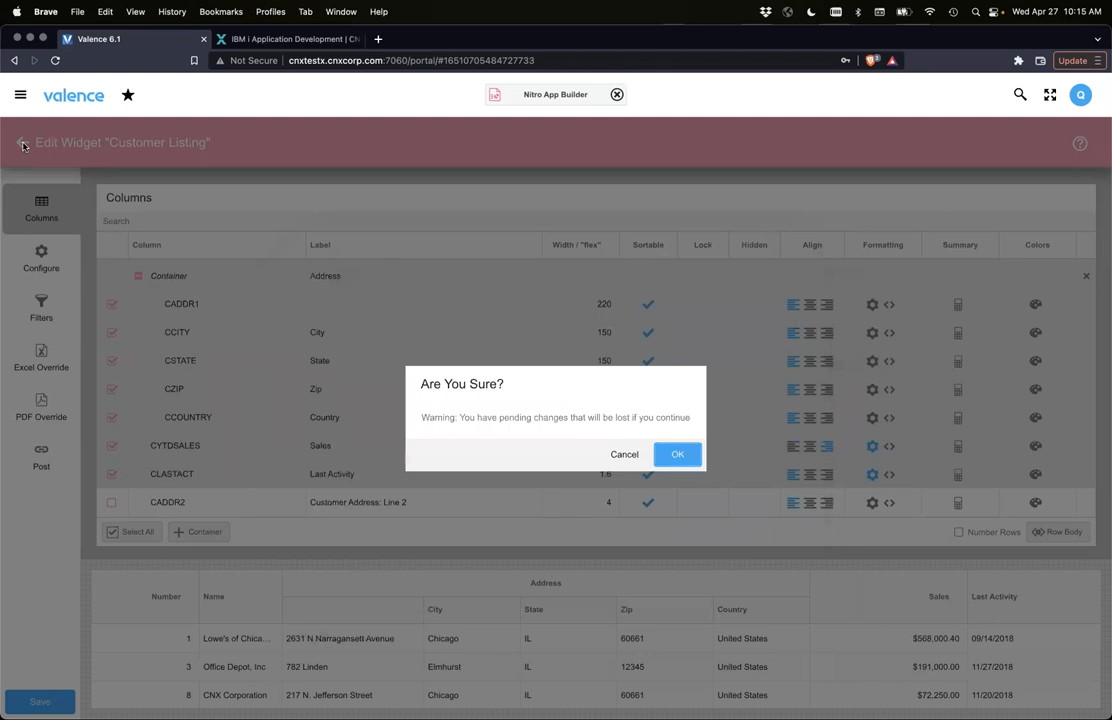 Brave File Edit View History Bookmarks Profiles Tab Window Help Wed Apr 27 10:15 AM
Valence 6.1 IBM i Application Development | CN
Not Secure cnxtestx.cnxcorp.com:7060/portal/#16510705484727733 Update
valence Nitro App Builder Q
Edit Widget "Customer Listing"
Columns
Configure
Filters
Excel Override
PDF Override
Post
Save
Columns
Search
Column Label Width / "flex" Sortable Lock Hidden Align Formatting Summary Colors
Container Address
CADDR1 220
CCITY City 150
CSTATE State 150
CZIP Zip
CCOUNTRY Country
CYTDSALES Sales
CLASTACT Last Activity 1.6
CADDR2 Customer Address: Line 2 4
Select All Container Number Rows Row Body
Are You Sure?
Warning: You have pending changes that will be lost if you continue
Cancel OK
Number Name Address Sales Last Activity
City State Zip Country
1 Lowe's of Chica... 2631 N Narragansett Avenue Chicago IL 60661 United States $568,000.40 09/14/2018
3 Office Depot, Inc 782 Linden Elmhurst IL 12345 United States $191,000.00 11/27/2018
8 CNX Corporation 217 N. Jefferson Street Chicago IL 60661 United States $72,250.00 11/20/2018